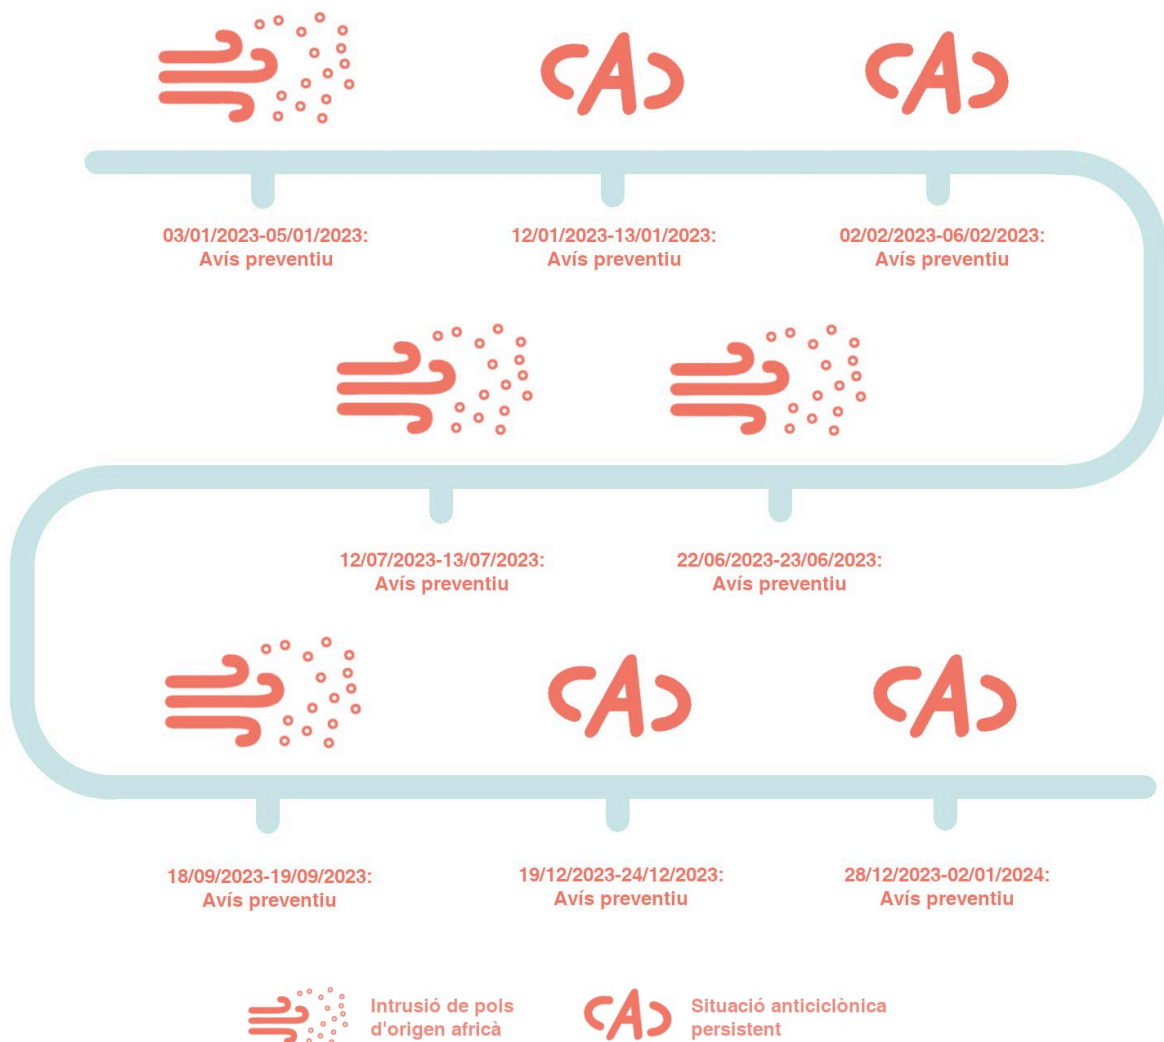 03/01/2023-05/01/2023:
Avís preventiu
12/01/2023-13/01/2023:
Avís preventiu
02/02/2023-06/02/2023:
Avís preventiu
12/07/2023-13/07/2023:
Avís preventiu
22/06/2023-23/06/2023:
Avís preventiu
18/09/2023-19/09/2023:
Avís preventiu
19/12/2023-24/12/2023:
Avís preventiu
28/12/2023-02/01/2024:
Avís preventiu
Intrusió de pols
d'origen africà
Situació anticiclònica
persistent